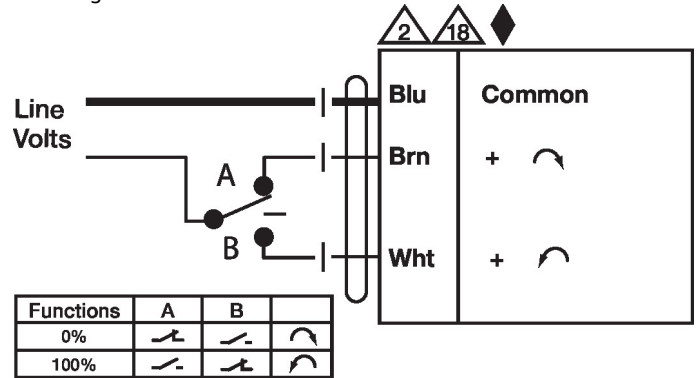 2 18
Line Volts
Blu Common
Brn +
Wht +
A
B
Functions A B
0%
100%